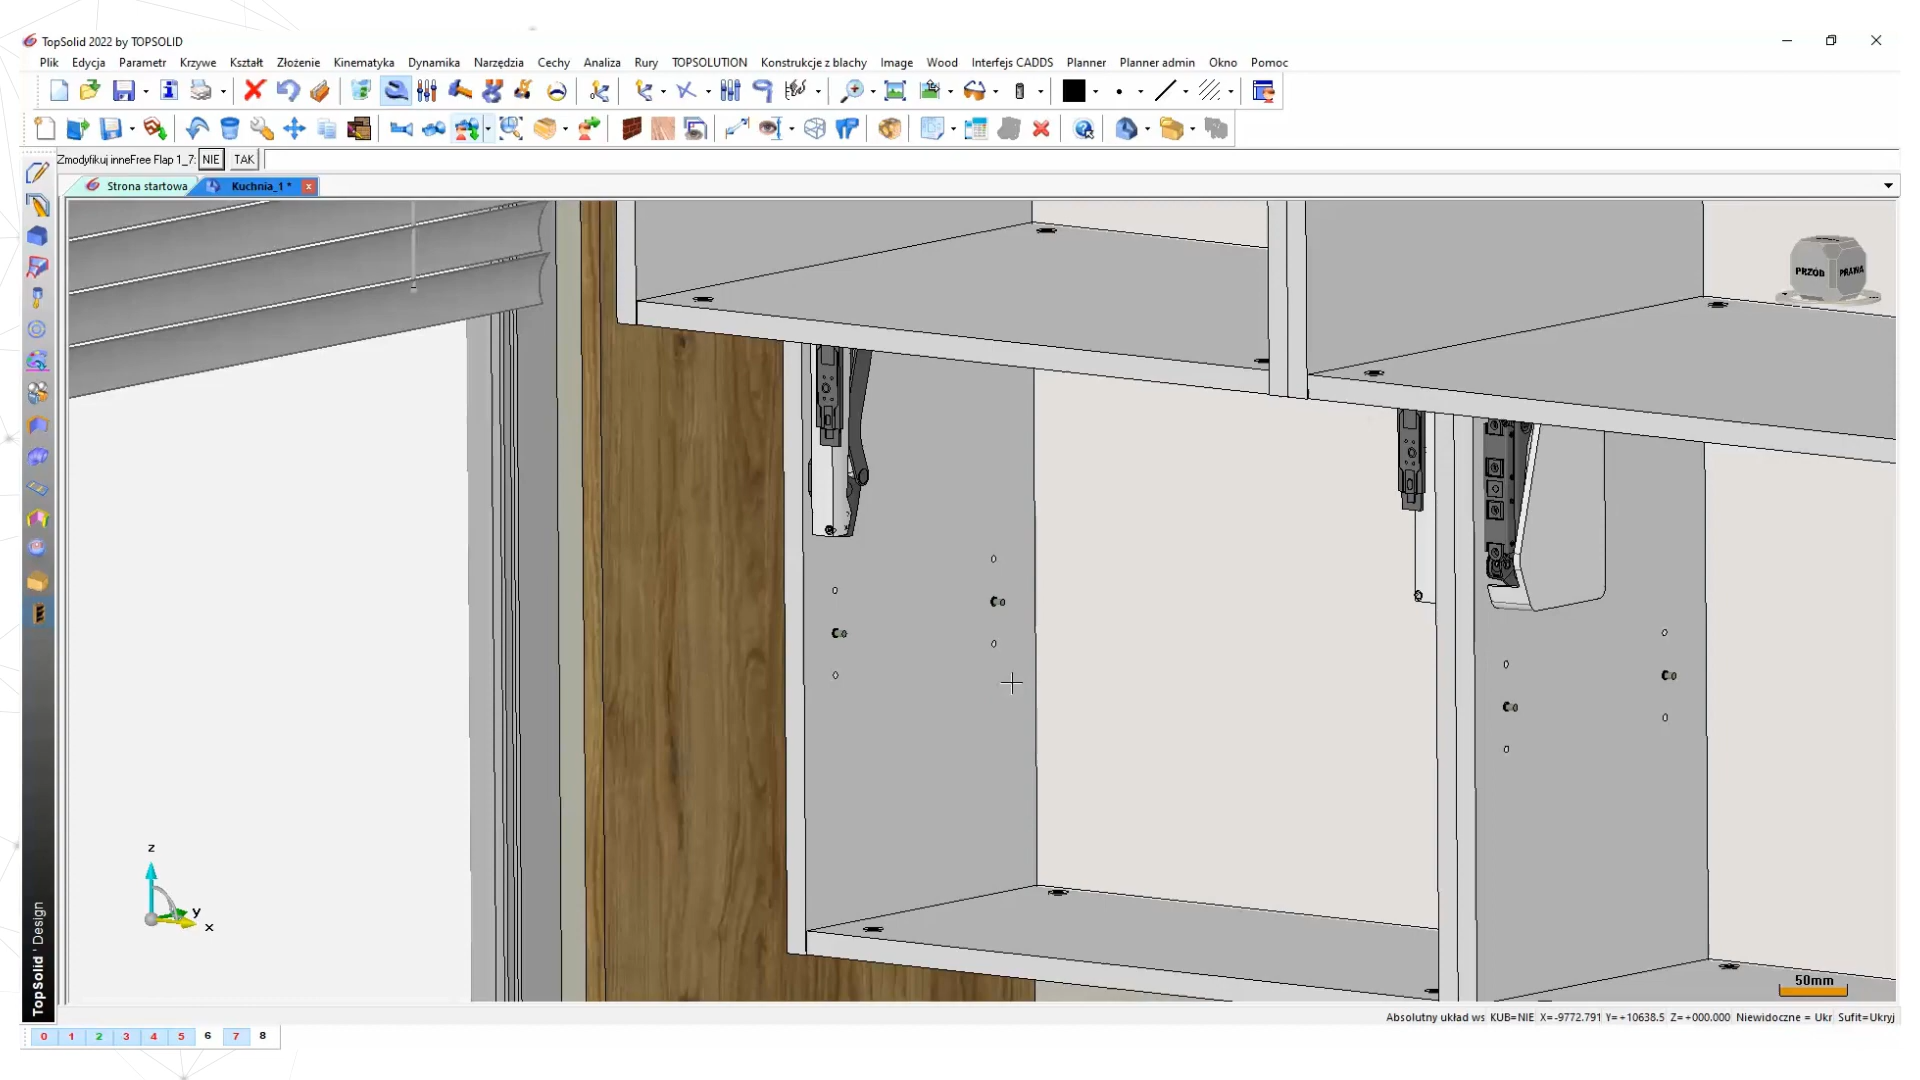 TopSolid 2022 by TOPSOLID
Plik Edycja Parametr Krzywe Kształt Złożenie Kinematyka Dynamika Narzędzia Cechy Analiza Rury TOPSOLUTION Konstrukcje z blachy Image Wood Interfejs CADDS Planner Planner admin Okno Pomoc
Zmodyfikuj inneFree Flap 1_7: NIE TAK
Strona startowa Kuchnia_1 * x
PRZÓD PRAWA
z
y
x
TopSolid ' Design
50mm
Absolutny układ ws KUB=NIE X=-9772.791 Y=+10638.5 Z=+000.000 Niewidoczne = Ukr Sufit=Ukryj
0 1 2 3 4 5 6 7 8